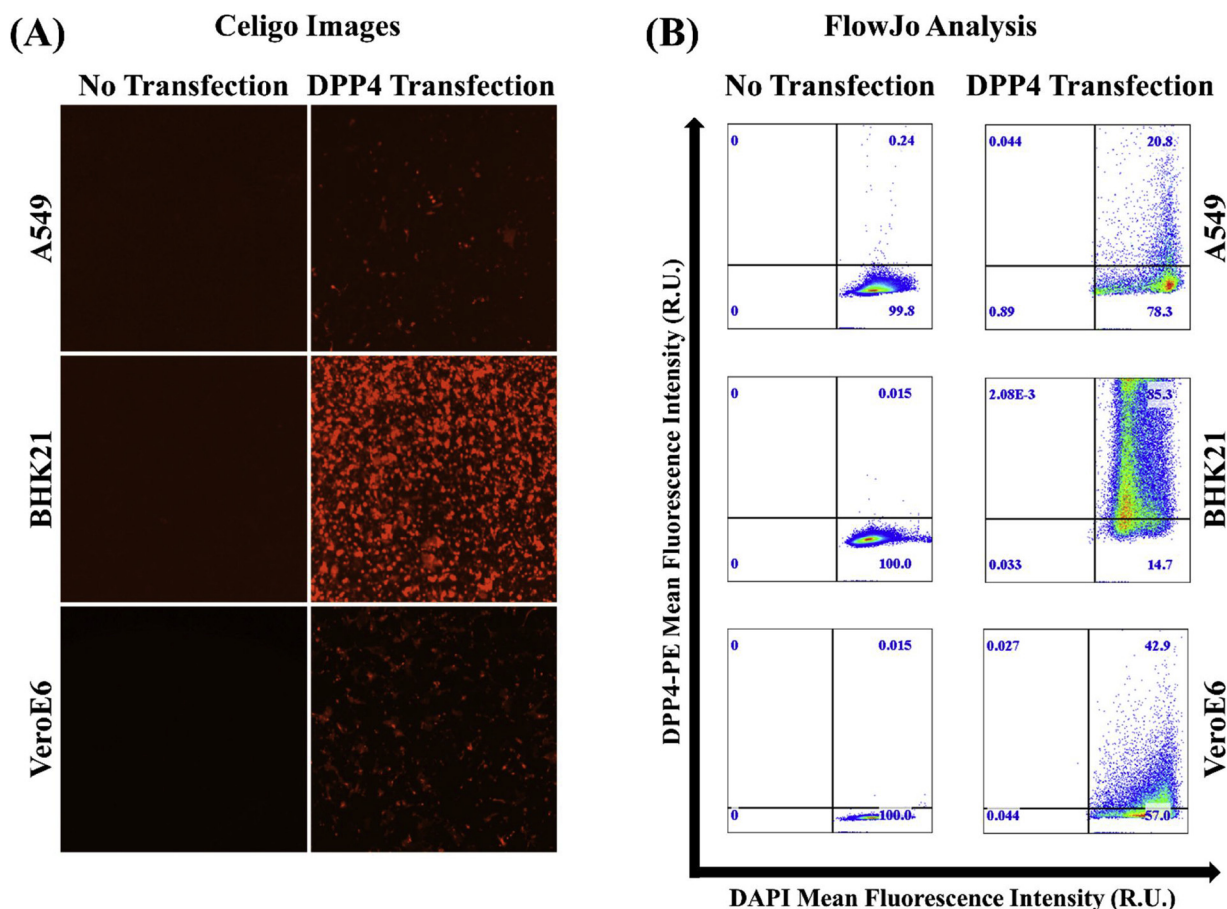 (A)
Celigo Images
No Transfection
DPP4 Transfection
A549
BHK21
VeroE6
(B)
FlowJo Analysis
No Transfection
DPP4 Transfection
DPP4-PE Mean Fluorescence Intensity (R.U.)
0
0.24
0
99.8
0.044
20.8
0.89
78.3
A549
0
0.015
0
100.0
2.08E-3
85.3
0.033
14.7
BHK21
0
0.015
0
100.0
0.027
42.9
0.044
57.0
VeroE6
DAPI Mean Fluorescence Intensity (R.U.)